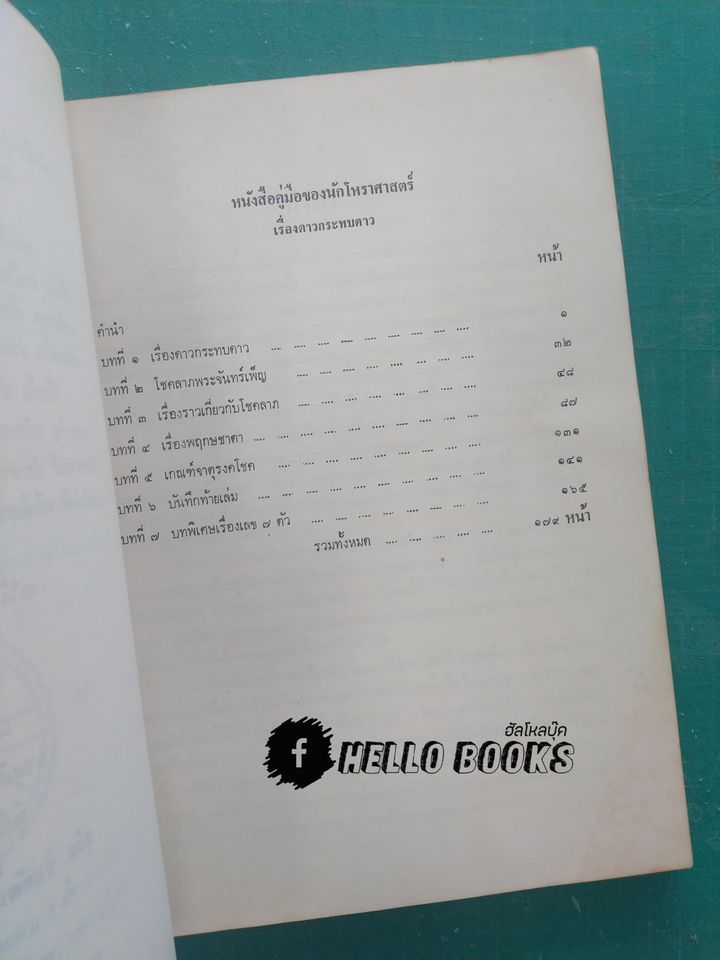 หนังสือคู่มือของนักโหราศาสตร์
เรื่องดาวกระทบดาว
หน้า
คำนำ
บทที่ ๑ เรื่องดาวกระทบดาว .... .... .... .... .... .... .... .... ๑
บทที่ ๒ โชคลาภพระจันทร์เพ็ญ .... .... .... .... .... .... .... ๓๒
บทที่ ๓ เรื่องราวเกี่ยวกับโชคลาภ .... .... .... .... .... .... .... ๔๘
บทที่ ๔ เรื่องพฤกษชาตา .... .... .... .... .... .... .... .... .... ๘๗
บทที่ ๕ เกณฑ์จาตุรงคโชค .... .... .... .... .... .... .... .... ๑๓๑
บทที่ ๖ บันทึกท้ายเล่ม .... .... .... .... .... .... .... .... .... ๑๔๑
บทที่ ๗ บทพิเศษเรื่องเลข ๗ ตัว .... .... .... .... .... .... .... ๑๖๕
รวมทั้งหมด .... .... .... .... .... ๑๗๙ หน้า
ฮัลโหลบุ๊ค
f HELLO BOOKS